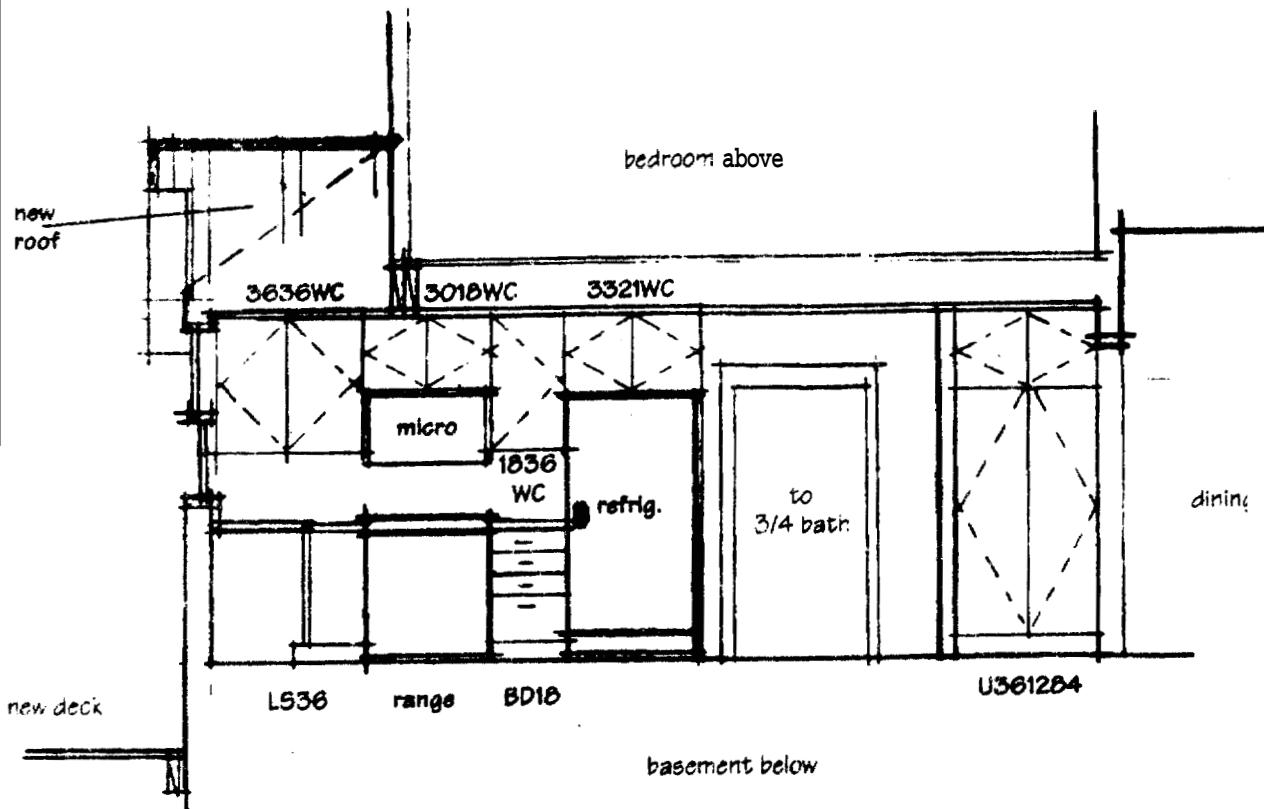 bedroom above
new
roof
3636WC
3018WC
3321WC
micro
1836
WC
refrig.
to
3/4 bath
dining
LS36
range
BD18
U361284
new deck
basement below